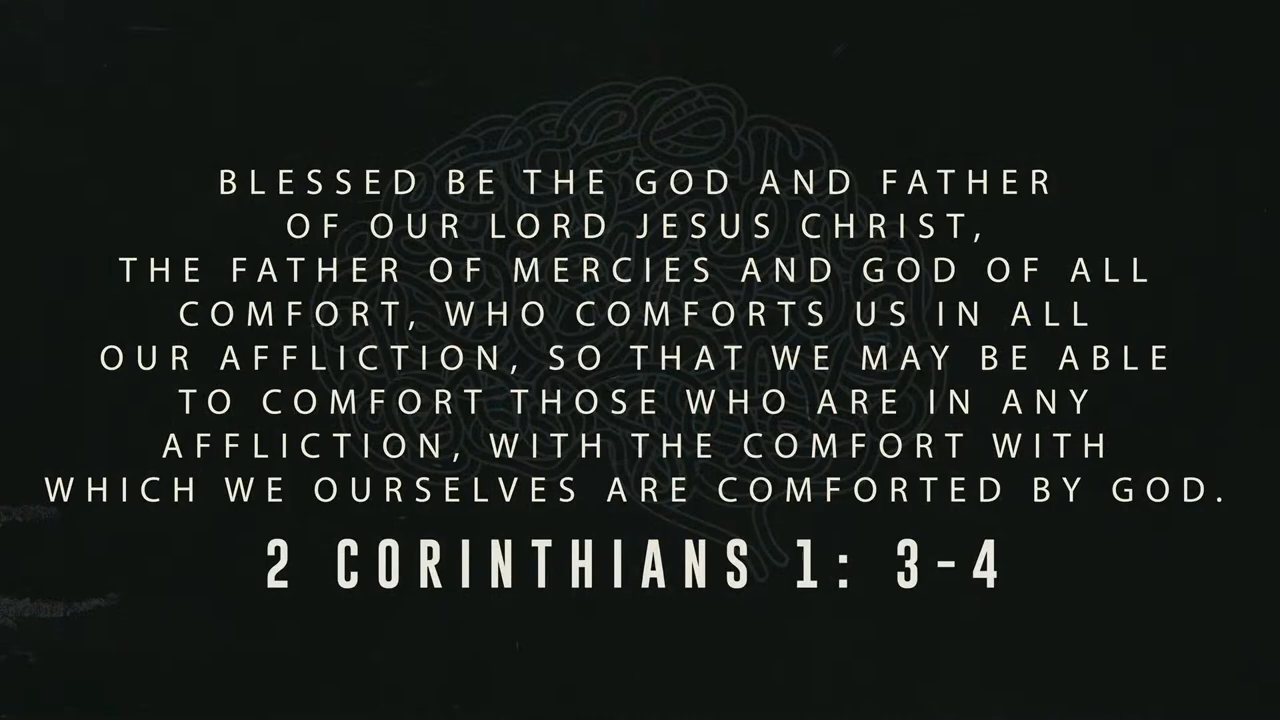 BLESSED BE THE GOD AND FATHER
OF OUR LORD JESUS CHRIST,
THE FATHER OF MERCIES AND GOD OF ALL
COMFORT, WHO COMFORTS US IN ALL
OUR AFFLICTION, SO THAT WE MAY BE ABLE
TO COMFORT THOSE WHO ARE IN ANY
AFFLICTION, WITH THE COMFORT WITH
WHICH WE OURSELVES ARE COMFORTED BY GOD.
2 CORINTHIANS 1: 3-4